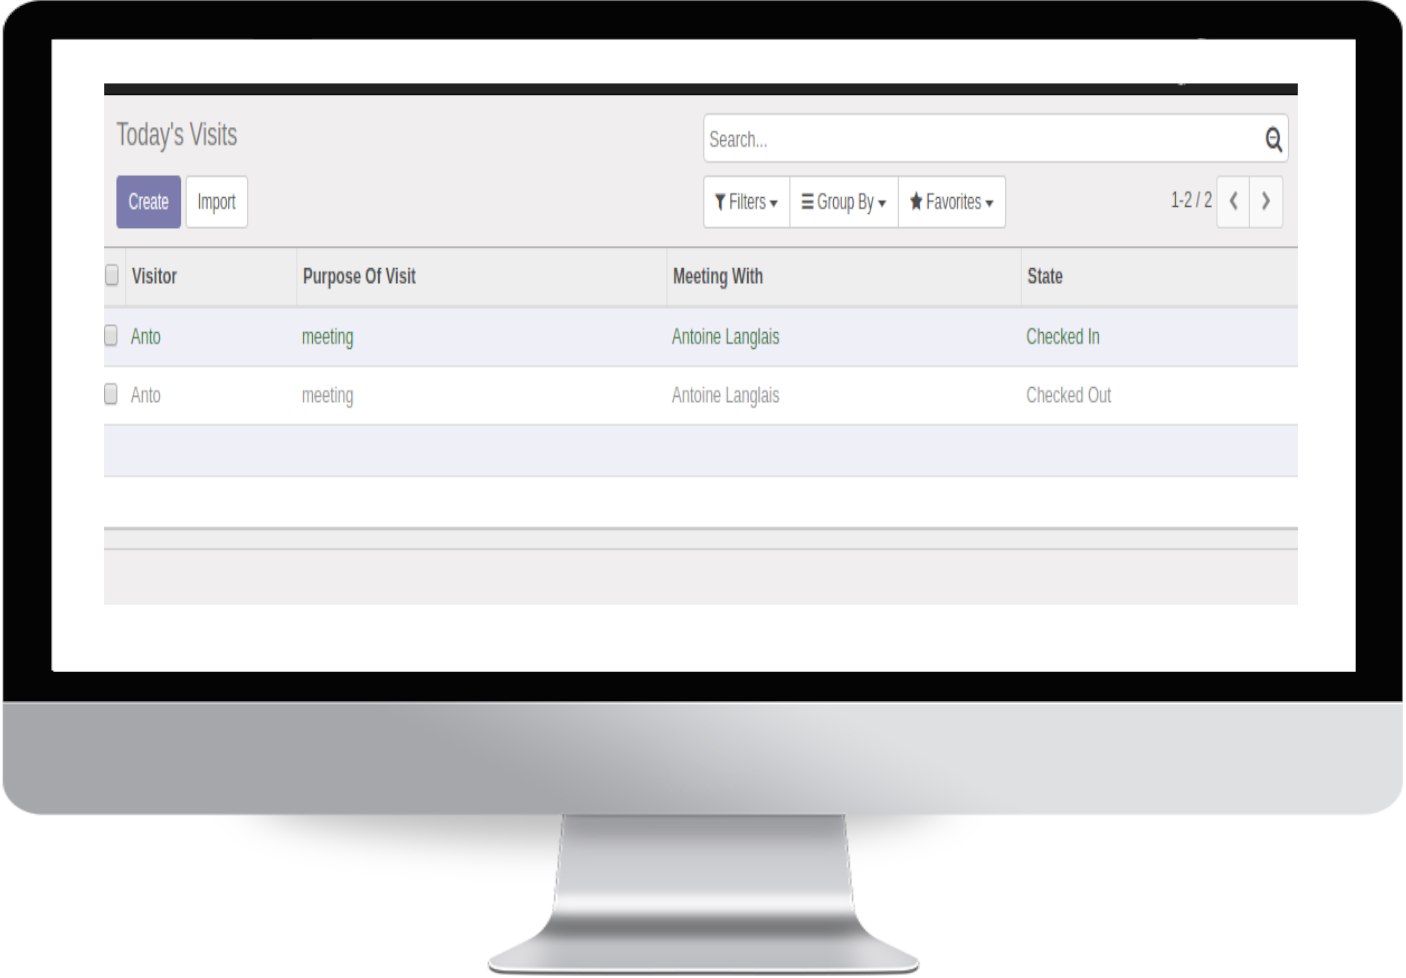 Today's Visits
Search...
Create Import
Filters Group By Favorites 1-2 / 2
Visitor Purpose Of Visit Meeting With State
Anto meeting Antoine Langlais Checked In
Anto meeting Antoine Langlais Checked Out